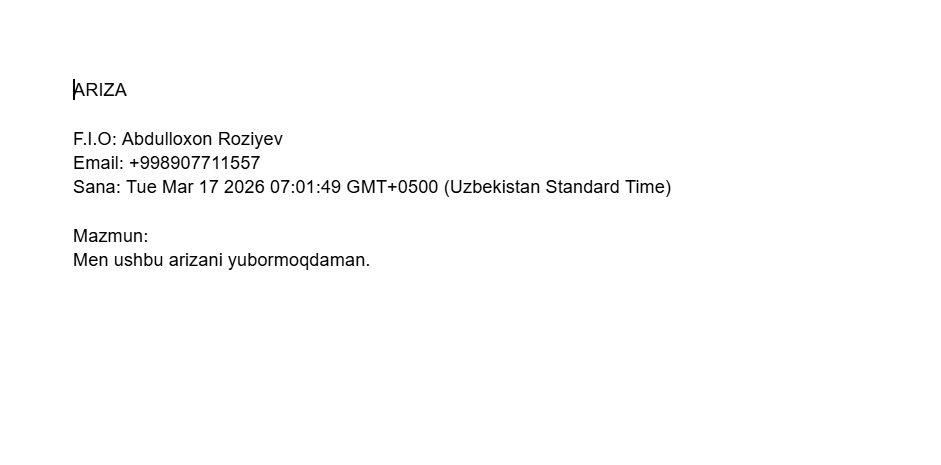 ARIZA
F.I.O: Abdulloxon Roziyev
Email: +998907711557
Sana: Tue Mar 17 2026 07:01:49 GMT+0500 (Uzbekistan Standard Time)
Mazmun:
Men ushbu arizani yubormoqdaman.